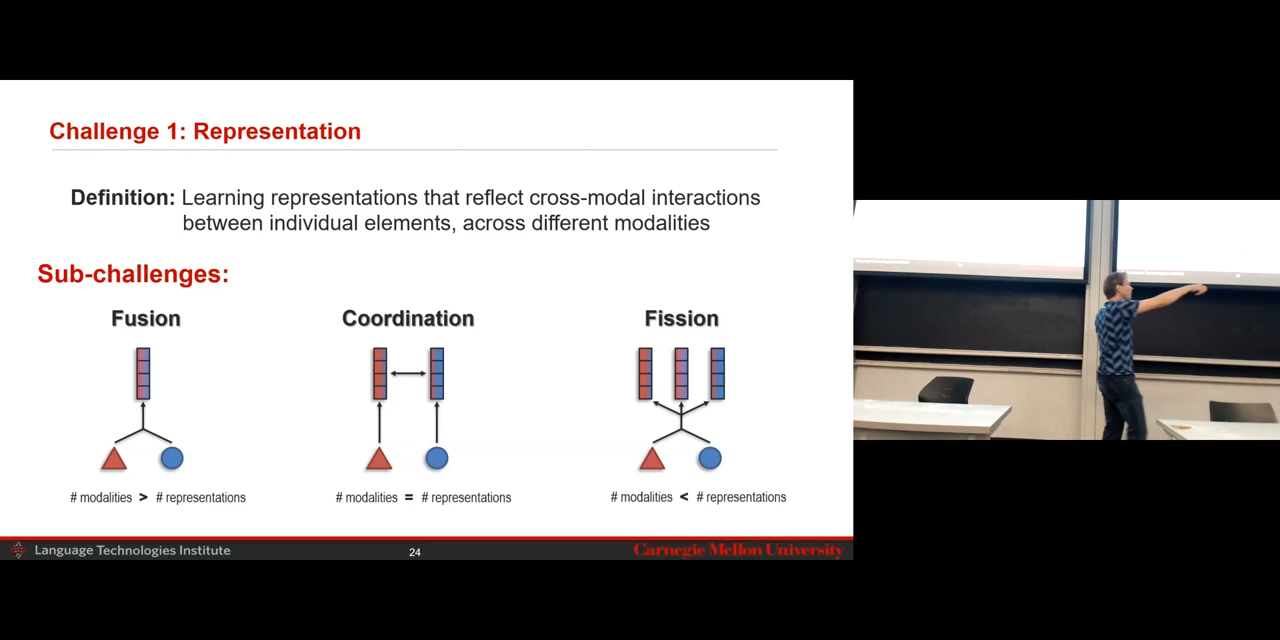 Challenge 1: Representation
Definition: Learning representations that reflect cross-modal interactions
between individual elements, across different modalities
Sub-challenges:
Fusion
Coordination
Fission
# modalities > # representations
# modalities = # representations
# modalities < # representations
Language Technologies Institute
24
Carnegie Mellon University